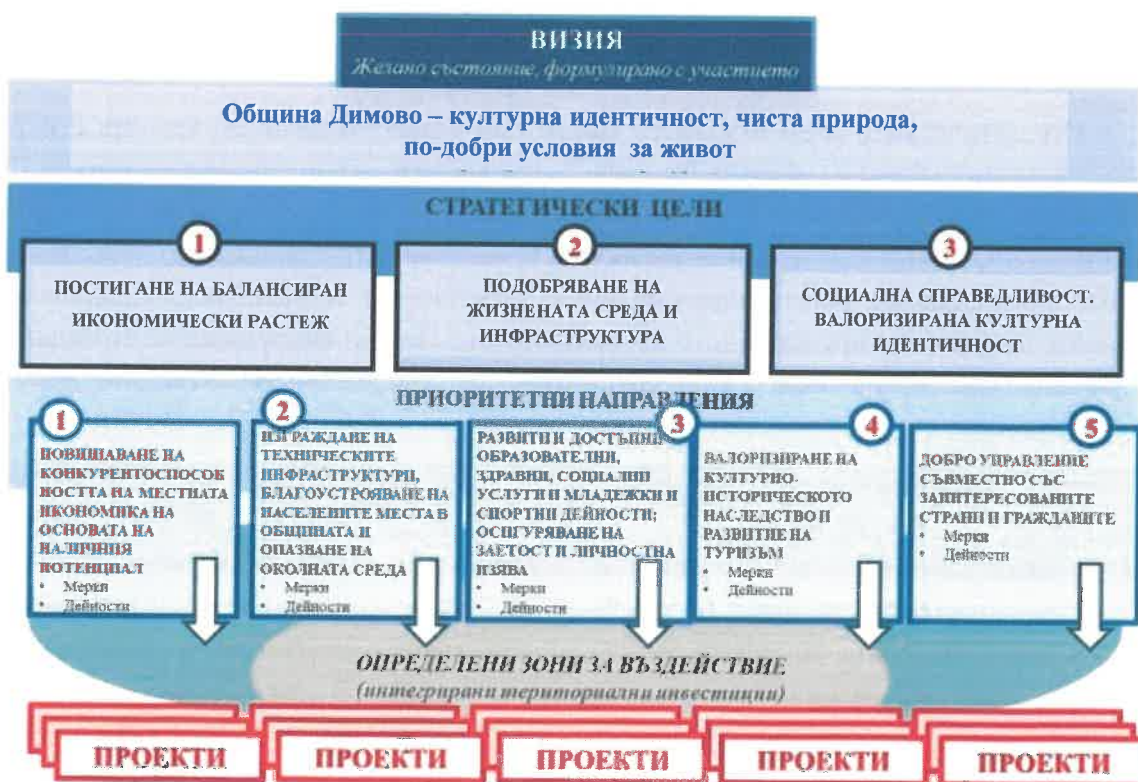 ВИЗИЯ
Желано състояние, формулирано с участието
Община Димово – културна идентичност, чиста природа,
по-добри условия за живот
СТРАТЕГИЧЕСКИ ЦЕЛИ
1
ПОСТИГАНЕ НА БАЛАНСИРАН
ИКОНОМИЧЕСКИ РАСТЕЖ
2
ПОДОБРЯВАНЕ НА
ЖИЗНЕНАТА СРЕДА И
ИНФРАСТРУКТУРА
3
СОЦИАЛНА СПРАВЕДЛИВОСТ.
ВАЛОРИЗИРАНА КУЛТУРНА
ИДЕНТИЧНОСТ
ПРИОРИТЕТНИ НАПРАВЛЕНИЯ
1
ПОВИШАВАНЕ НА
КОНКУРЕНТОСПОСОБ
НОСТТА НА МЕСТНАТА
ИКОНОМИКА НА
ОСНОВАТА НА
НАЛИЧНИЯ
ПОТЕНЦИАЛ
• Мерки
• Дейности
2
ИЗГРАЖДАНЕ НА
ТЕХНИЧЕСКИТЕ
ИНФРАСТРУКТУРИ,
БЛАГОУСТРОЯВАНЕ НА
НАСЕЛЕНИТЕ МЕСТА В
ОБЩИНАТА И
ОПАЗВАНЕ НА
ОКОЛНАТА СРЕДА
• Мерки
• Дейности
3
РАЗВИТИ И ДОСТЪПНИ
ОБРАЗОВАТЕЛНИ,
ЗДРАВНИ, СОЦИАЛНИ
УСЛУГИ И МЛАДЕЖКИ И
СПОРТНИ ДЕЙНОСТИ;
ОСИГУРЯВАНЕ НА
ЗАЕТОСТ И ЛИЧНОСТНА
ИЗЯВА
• Мерки
• Дейности
4
ВАЛОРИЗИРАНЕ НА
КУЛТУРНО-
ИСТОРИЧЕСКОТО
НАСЛЕДСТВО И
РАЗВИТИЕ НА
ТУРИЗЪМ
• Мерки
• Дейности
5
ДОБРО УПРАВЛЕНИЕ
СЪВМЕСТНО СЪС
ЗАИНТЕРЕСОВАНИТЕ
СТРАНИ И ГРАЖДАНИТЕ
• Мерки
• Дейности
ОПРЕДЕЛЕНИ ЗОНИ ЗА ВЪЗДЕЙСТВИЕ
(интегрирани териториални инвестиции)
ПРОЕКТИ
ПРОЕКТИ
ПРОЕКТИ
ПРОЕКТИ
ПРОЕКТИ